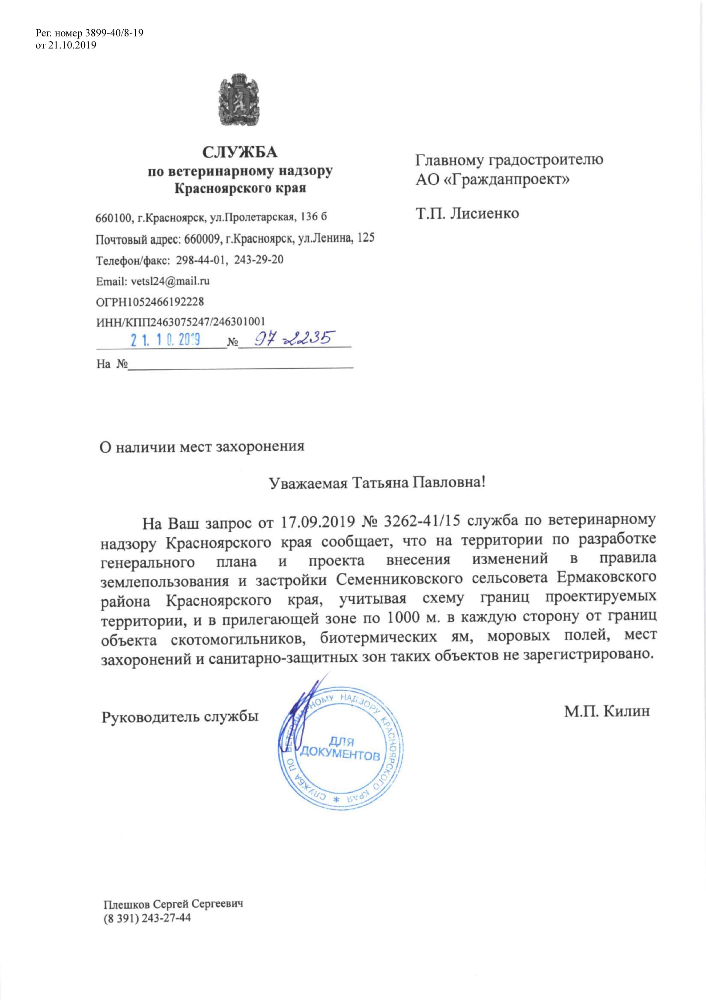 Рег. номер 3899-40/8-19
от 21.10.2019
СЛУЖБА
по ветеринарному надзору
Красноярского края
660100, г.Красноярск, ул.Пролетарская, 136 б
Почтовый адрес: 660009, г.Красноярск, ул.Ленина, 125
Телефон/факс: 298-44-01, 243-29-20
Email: vetsl24@mail.ru
ОГРН1052466192228
ИНН/КПП2463075247/246301001
21.10.2019 № 97-2235
На №
Главному градостроителю
АО «Гражданпроект»
Т.П. Лисиенко
О наличии мест захоронения
Уважаемая Татьяна Павловна!
На Ваш запрос от 17.09.2019 № 3262-41/15 служба по ветеринарному
надзору Красноярского края сообщает, что на территории по разработке
генерального плана и проекта внесения изменений в правила
землепользования и застройки Семенниковского сельсовета Ермаковского
района Красноярского края, учитывая схему границ проектируемых
территории, и в прилегающей зоне по 1000 м. в каждую сторону от границ
объекта скотомогильников, биотермических ям, моровых полей, мест
захоронений и санитарно-защитных зон таких объектов не зарегистрировано.
Руководитель службы
М.П. Килин
СЛУЖБА ПО ВЕТЕРИНАРНОМУ НАДЗОРУ КРАСНОЯРСКОГО КРАЯ *
ДЛЯ
ДОКУМЕНТОВ
Плешков Сергей Сергеевич
(8 391) 243-27-44